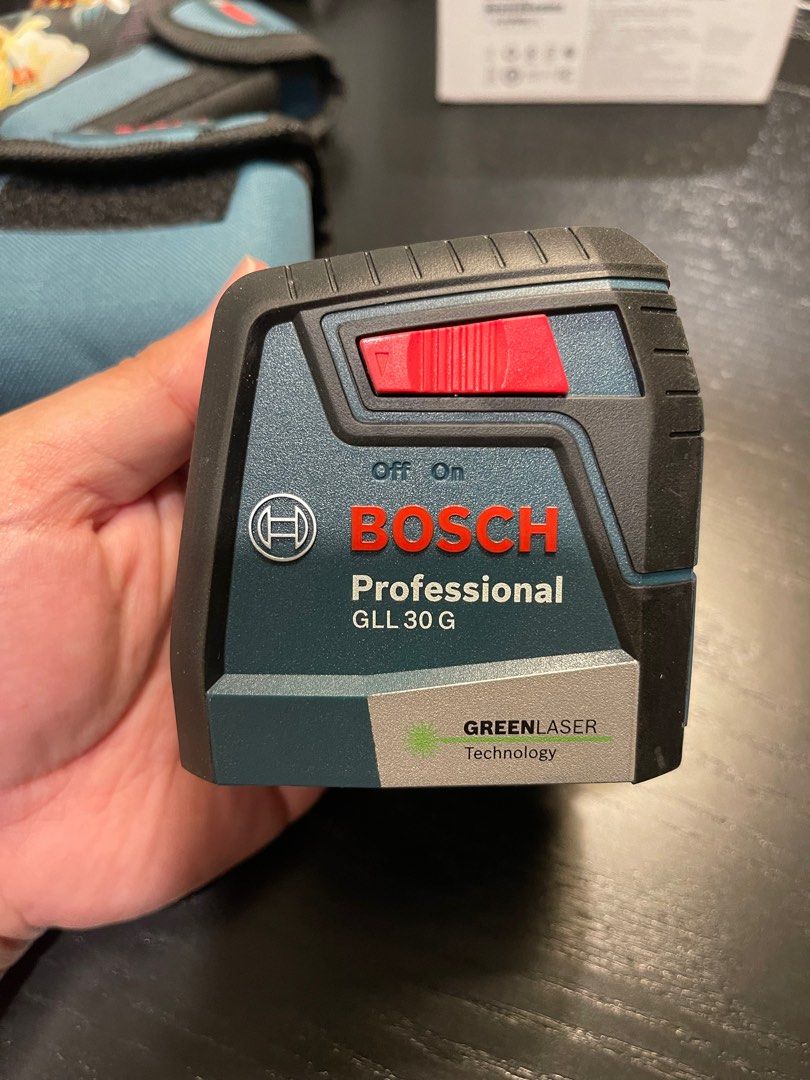 Off On
BOSCH
Professional
GLL 30 G
GREENLASER
Technology